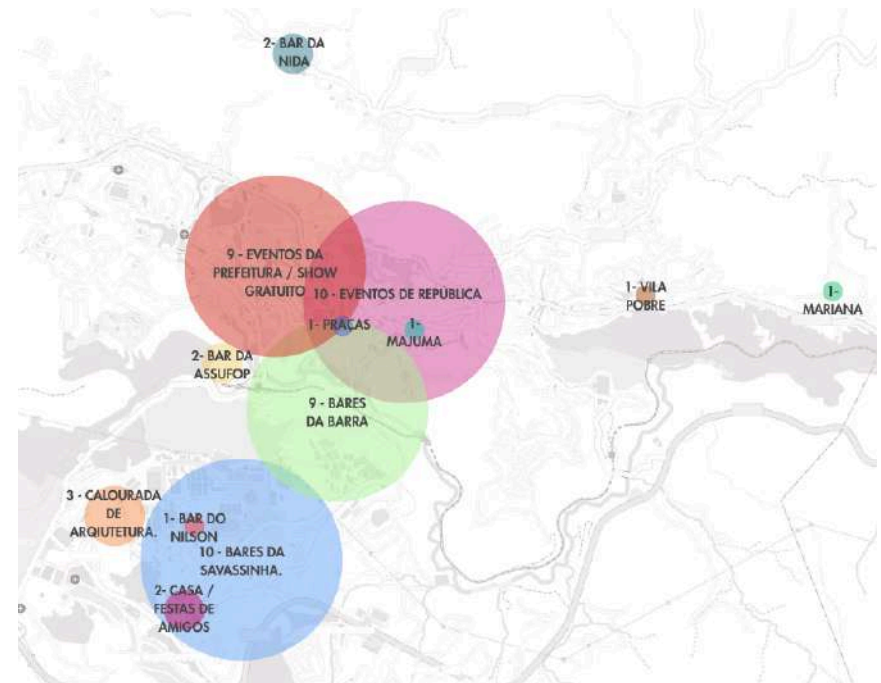 2- BAR DA
NIDA
9 - EVENTOS DA
PREFEITURA / SHOW
GRATUITO
10 - EVENTOS DE REPÚBLICA
1- PRAÇAS
1-
MAJUMA
1- VILA
POBRE
1-
MARIANA
2- BAR DA
ASSUFOP
9 - BARES
DA BARRA
3 - CALOURADA
DE
ARQIUTETURA.
1- BAR DO
NILSON
10 - BARES DA
SAVASSINHA.
2- CASA /
FESTAS DE
AMIGOS